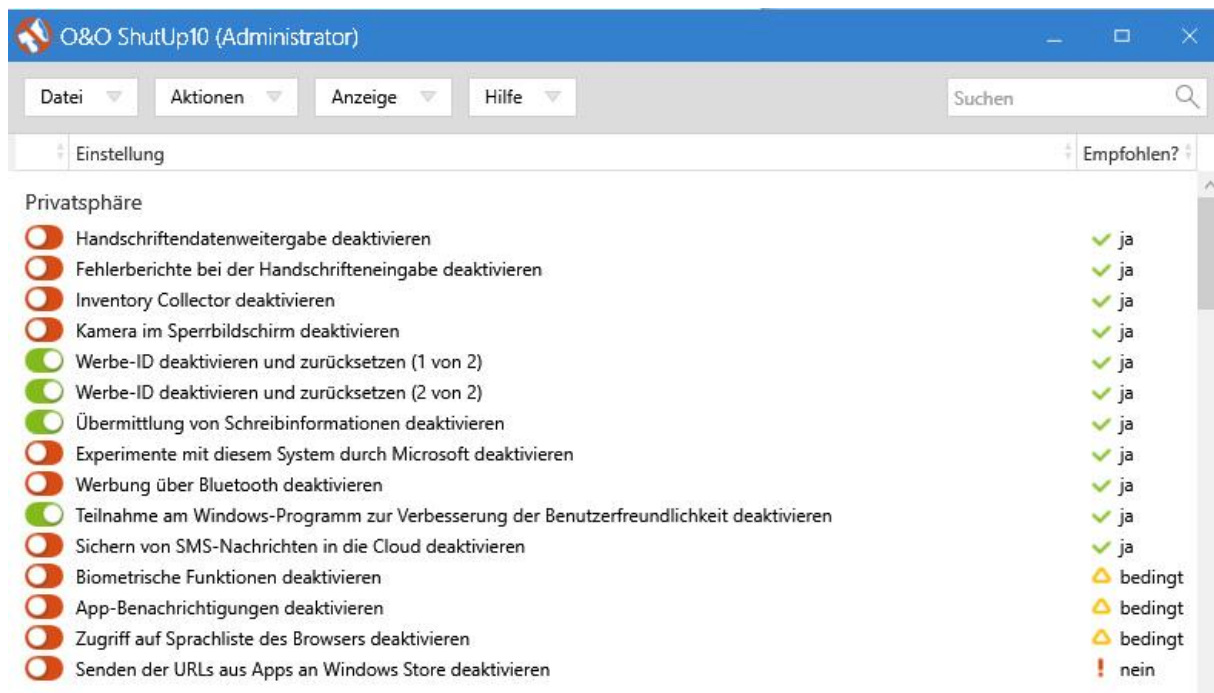 O&O ShutUp10 (Administrator)
Datei Aktionen Anzeige Hilfe Suchen
Einstellung Empfohlen?
Privatsphäre
Handschriftendatenweitergabe deaktivieren ja
Fehlerberichte bei der Handschrifteneingabe deaktivieren ja
Inventory Collector deaktivieren ja
Kamera im Sperrbildschirm deaktivieren ja
Werbe-ID deaktivieren und zurücksetzen (1 von 2) ja
Werbe-ID deaktivieren und zurücksetzen (2 von 2) ja
Übermittlung von Schreibinformationen deaktivieren ja
Experimente mit diesem System durch Microsoft deaktivieren ja
Werbung über Bluetooth deaktivieren ja
Teilnahme am Windows-Programm zur Verbesserung der Benutzerfreundlichkeit deaktivieren ja
Sichern von SMS-Nachrichten in die Cloud deaktivieren ja
Biometrische Funktionen deaktivieren bedingt
App-Benachrichtigungen deaktivieren bedingt
Zugriff auf Sprachliste des Browsers deaktivieren bedingt
Senden der URLs aus Apps an Windows Store deaktivieren ! nein